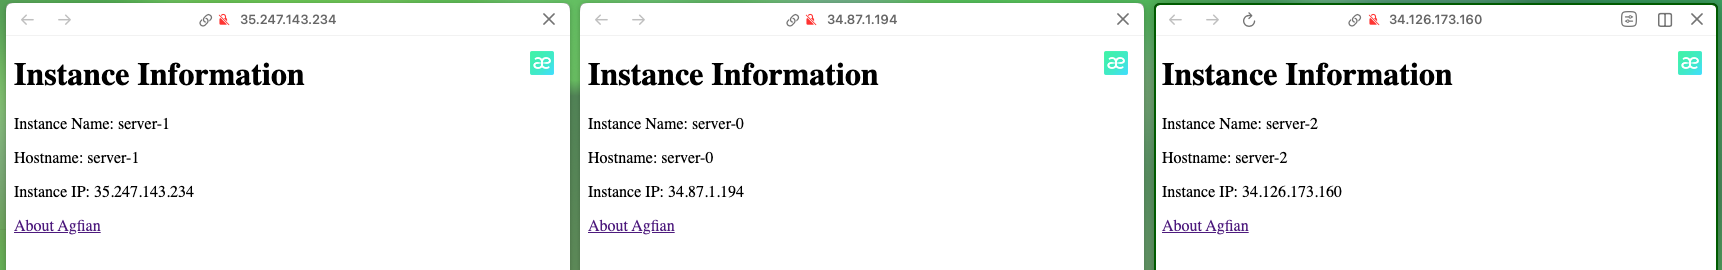 35.247.143.234
Instance Information
æ
Instance Name: server-1
Hostname: server-1
Instance IP: 35.247.143.234
About Agfian
34.87.1.194
Instance Information
æ
Instance Name: server-0
Hostname: server-0
Instance IP: 34.87.1.194
About Agfian
34.126.173.160
Instance Information
æ
Instance Name: server-2
Hostname: server-2
Instance IP: 34.126.173.160
About Agfian